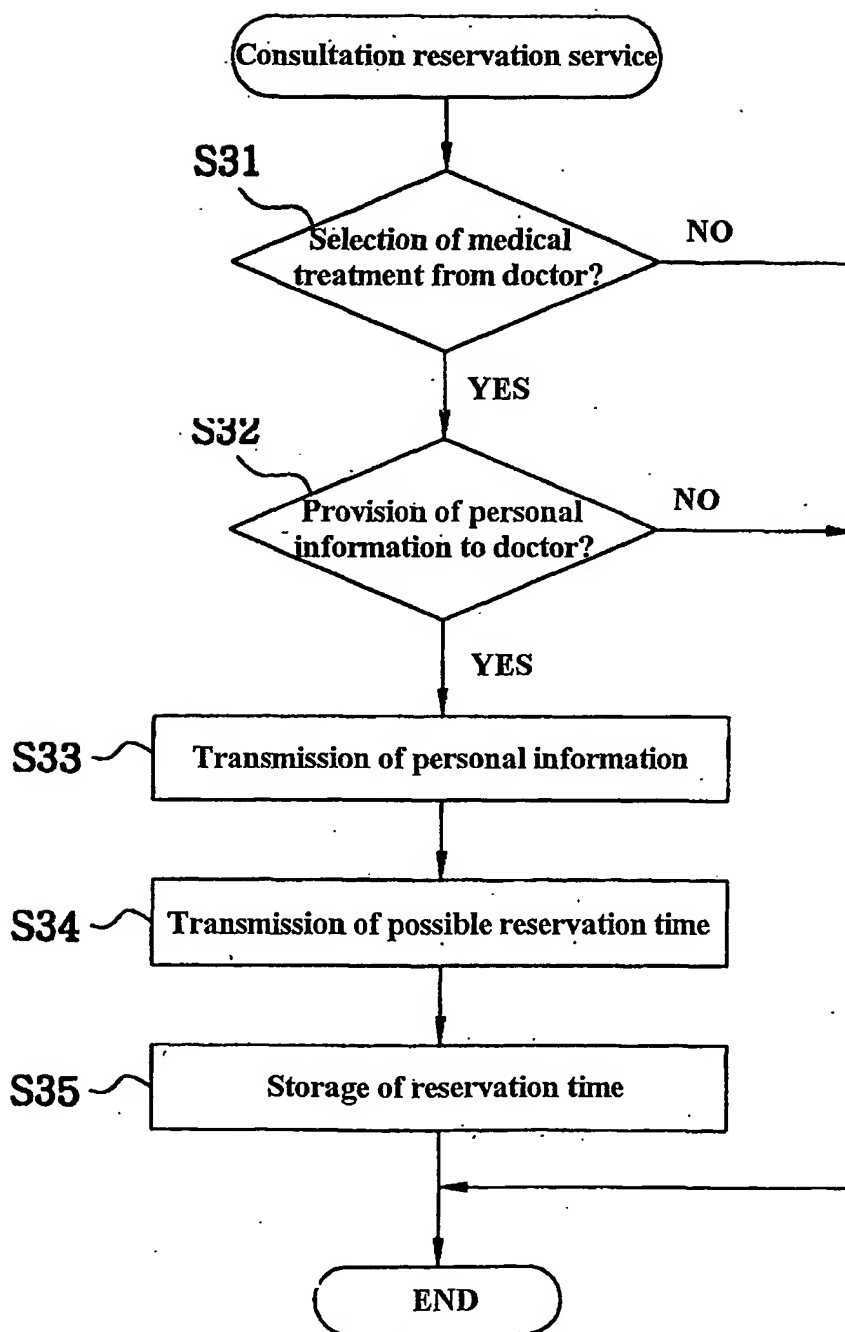 Consultation reservation service
S31
Selection of medical
treatment from doctor?
NO
YES
S32
Provision of personal
information to doctor?
NO
YES
S33
Transmission of personal information
S34
Transmission of possible reservation time
S35
Storage of reservation time
END